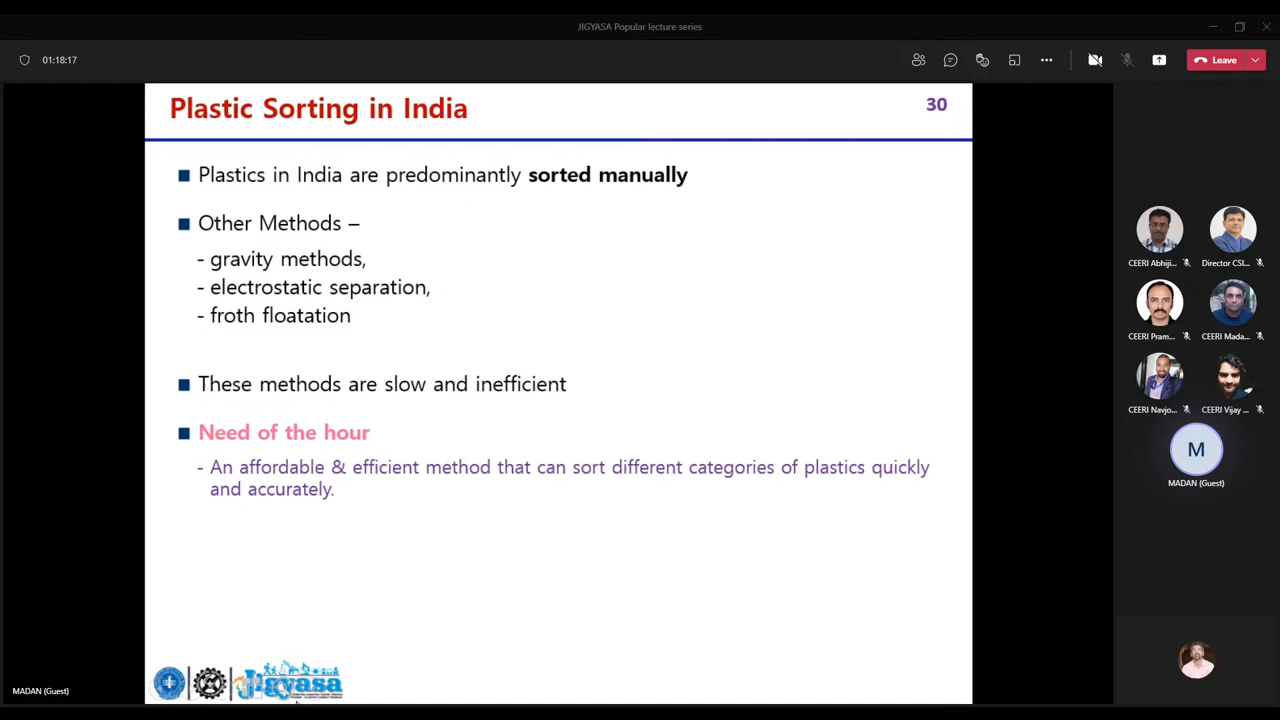 JIGYASA Popular lecture series
01:18:17
Leave
Plastic Sorting in India
30
Plastics in India are predominantly sorted manually
Other Methods –
- gravity methods,
- electrostatic separation,
- froth floatation
These methods are slow and inefficient
Need of the hour
- An affordable & efficient method that can sort different categories of plastics quickly
and accurately.
CEERI Abhiji...
Director CSI...
CEERI Pram...
CEERI Mada...
CEERI Navjo...
CEERI Vijay ...
M
MADAN (Guest)
Jigyasa
MADAN (Guest)